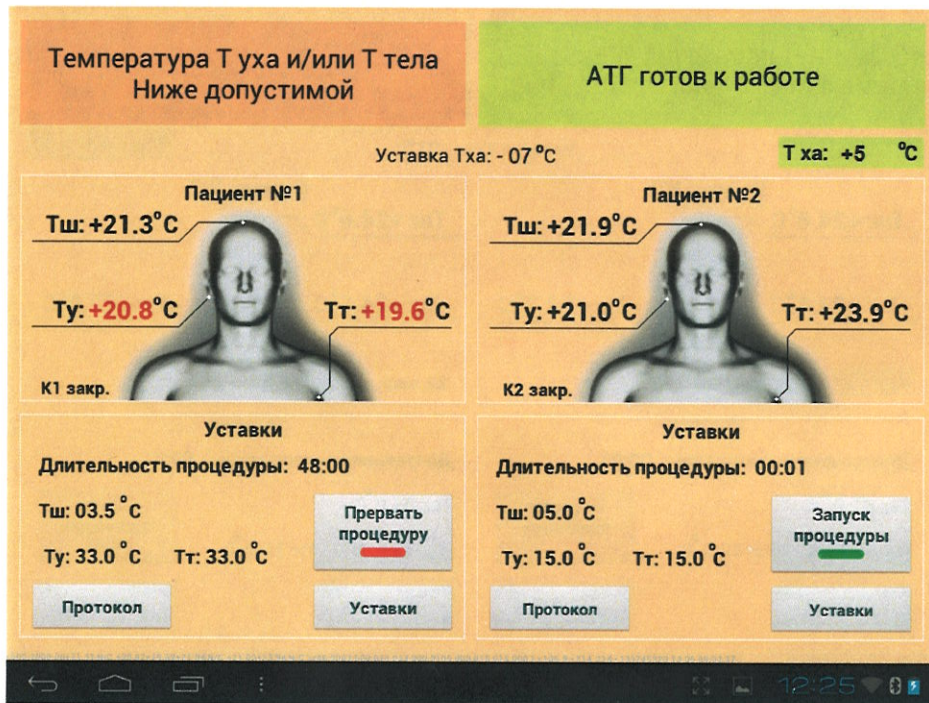 Температура Т уха и/или Т тела
Ниже допустимой
АТГ готов к работе
Уставка Тха: - 07 °C
Т ха: +5 °C
Пациент №1
Тш: +21.3°C
Ту: +20.8°C
Тт: +19.6°C
К1 закр.
Пациент №2
Тш: +21.9°C
Ту: +21.0°C
Тт: +23.9°C
К2 закр.
Уставки
Длительность процедуры: 48:00
Тш: 03.5 °C
Ту: 33.0 °C Тт: 33.0 °C
Прервать
процедуру
Протокол
Уставки
Уставки
Длительность процедуры: 00:01
Тш: 05.0 °C
Ту: 15.0 °C Тт: 15.0 °C
Запуск
процедуры
Протокол
Уставки
12:25